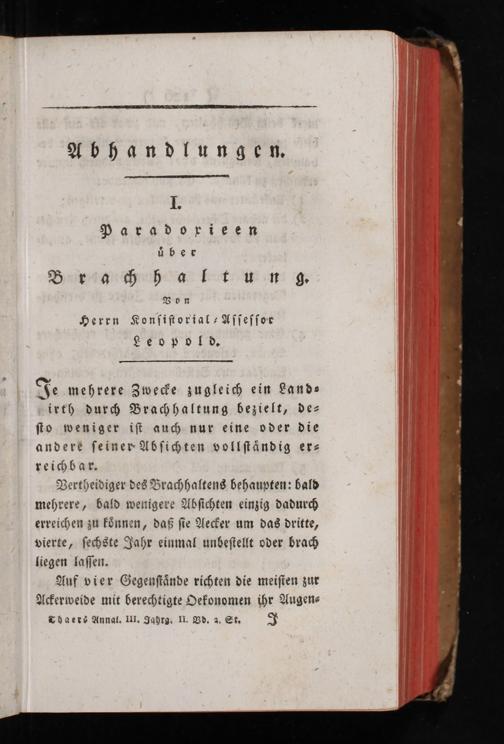 Abhandlungen.
I.
Paradoxieen
über
Brachhaltung.
Von
Herrn Konsistorial-Assessor
Leopold.
Je mehrere Zwecke zugleich ein Land-
irth durch Brachhaltung bezielt, de-
sto weniger ist auch nur eine oder die
andere seiner Absichten vollständig er-
reichbar.
Vertheidiger des Brachhaltens behaupten: bald
mehrere, bald wenigere Absichten einzig dadurch
erreichen zu können, daß sie Aecker um das dritte,
vierte, sechste Jahr einmal unbestellt oder brach
liegen lassen.
Auf vier Gegenstände richten die meisten zur
Ackerweide mit berechtigte Oekonomen ihr Augen-
Thaers Annal. III. Jahrg. II. Bd. 2. St. J